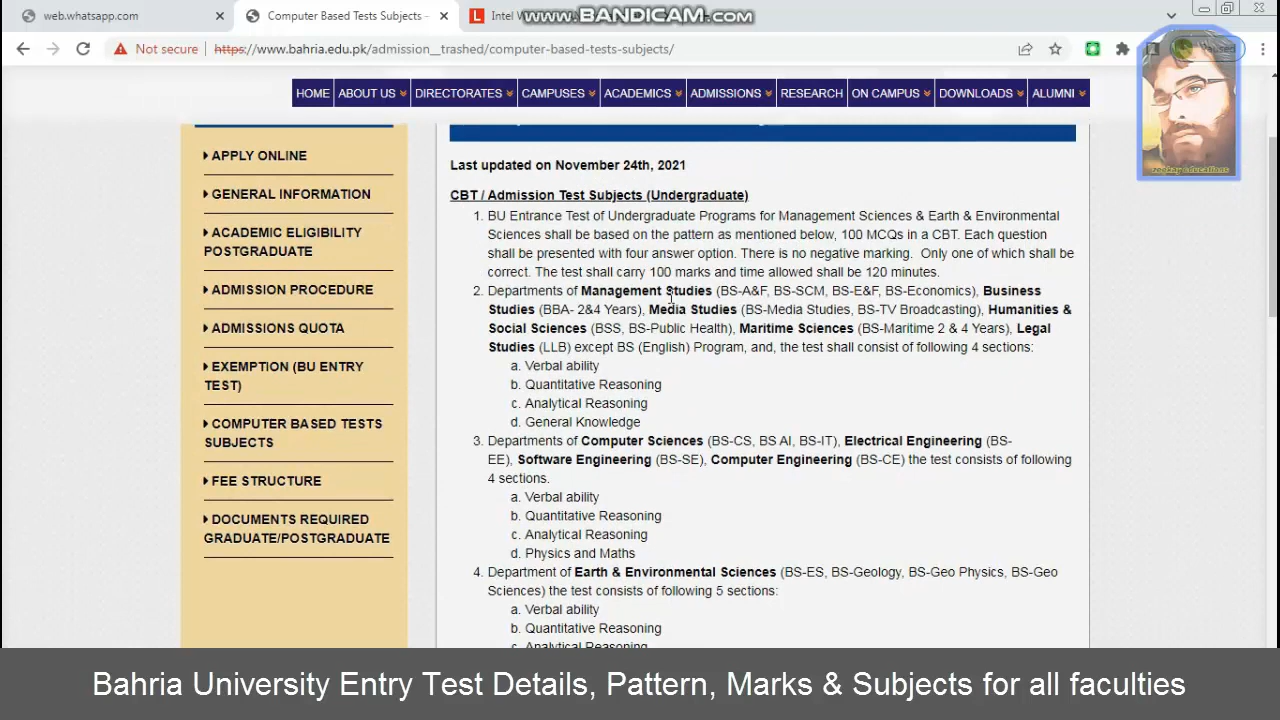 web.whatsapp.com
Computer Based Tests Subjects -
Intel W
WWW.BANDICAM.COM
Not secure
https://www.bahria.edu.pk/admission__trashed/computer-based-tests-subjects/
Paused
HOME
ABOUT US
DIRECTORATES
CAMPUSES
ACADEMICS
ADMISSIONS
RESEARCH
ON CAMPUS
DOWNLOADS
ALUMNI
APPLY ONLINE
GENERAL INFORMATION
ACADEMIC ELIGIBILITY
POSTGRADUATE
ADMISSION PROCEDURE
ADMISSIONS QUOTA
EXEMPTION (BU ENTRY
TEST)
COMPUTER BASED TESTS
SUBJECTS
FEE STRUCTURE
DOCUMENTS REQUIRED
GRADUATE/POSTGRADUATE
Last updated on November 24th, 2021
CBT / Admission Test Subjects (Undergraduate)
1. BU Entrance Test of Undergraduate Programs for Management Sciences & Earth & Environmental
Sciences shall be based on the pattern as mentioned below, 100 MCQs in a CBT. Each question
shall be presented with four answer option. There is no negative marking. Only one of which shall be
correct. The test shall carry 100 marks and time allowed shall be 120 minutes.
2. Departments of Management Studies (BS-A&F, BS-SCM, BS-E&F, BS-Economics), Business
Studies (BBA- 2&4 Years), Media Studies (BS-Media Studies, BS-TV Broadcasting), Humanities &
Social Sciences (BSS, BS-Public Health), Maritime Sciences (BS-Maritime 2 & 4 Years), Legal
Studies (LLB) except BS (English) Program, and, the test shall consist of following 4 sections:
a. Verbal ability
b. Quantitative Reasoning
c. Analytical Reasoning
d. General Knowledge
3. Departments of Computer Sciences (BS-CS, BS AI, BS-IT), Electrical Engineering (BS-
EE), Software Engineering (BS-SE), Computer Engineering (BS-CE) the test consists of following
4 sections.
a. Verbal ability
b. Quantitative Reasoning
c. Analytical Reasoning
d. Physics and Maths
4. Department of Earth & Environmental Sciences (BS-ES, BS-Geology, BS-Geo Physics, BS-Geo
Sciences) the test consists of following 5 sections:
a. Verbal ability
b. Quantitative Reasoning
c. Analytical Reasoning
Bahria University Entry Test Details, Pattern, Marks & Subjects for all faculties